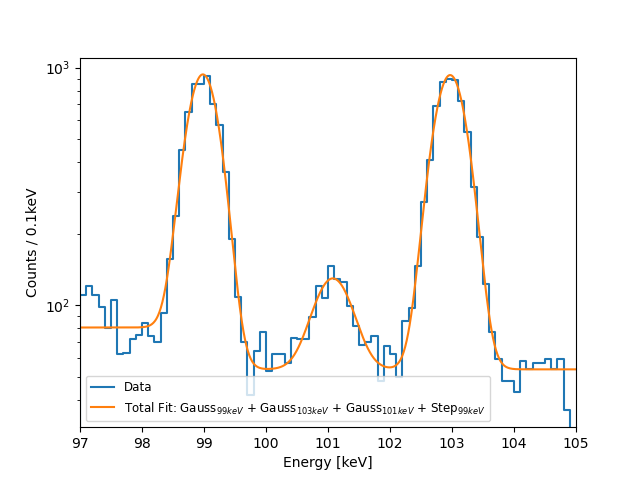 10³
10²
Counts / 0.1keV
Data
Total Fit: Gauss₉₉keV + Gauss₁₀₃keV + Gauss₁₀₁keV + Step₉₉keV
97 98 99 100 101 102 103 104 105
Energy [keV]